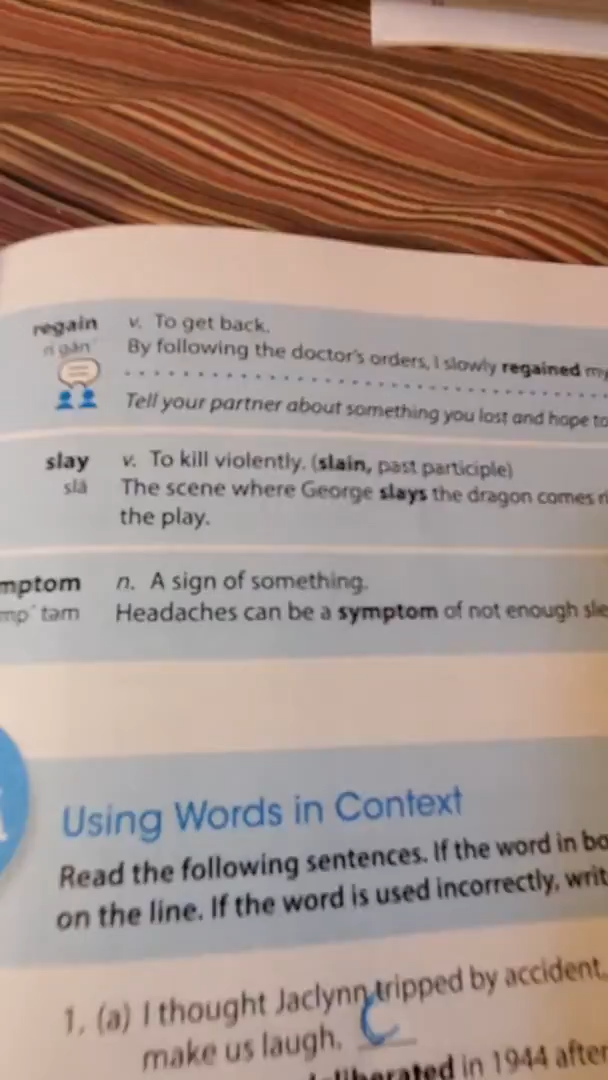 regain v. To get back.
rē gān´ By following the doctor's orders, I slowly regained my
Tell your partner about something you lost and hope to
slay v. To kill violently. (slain, past participle)
slā The scene where George slays the dragon comes
the play.
mptom n. A sign of something.
mp´ təm Headaches can be a symptom of not enough sle
Using Words in Context
Read the following sentences. If the word in bo
on the line. If the word is used incorrectly, writ
1. (a) I thought Jaclynn tripped by accident,
make us laugh. C
liberated in 1944 after